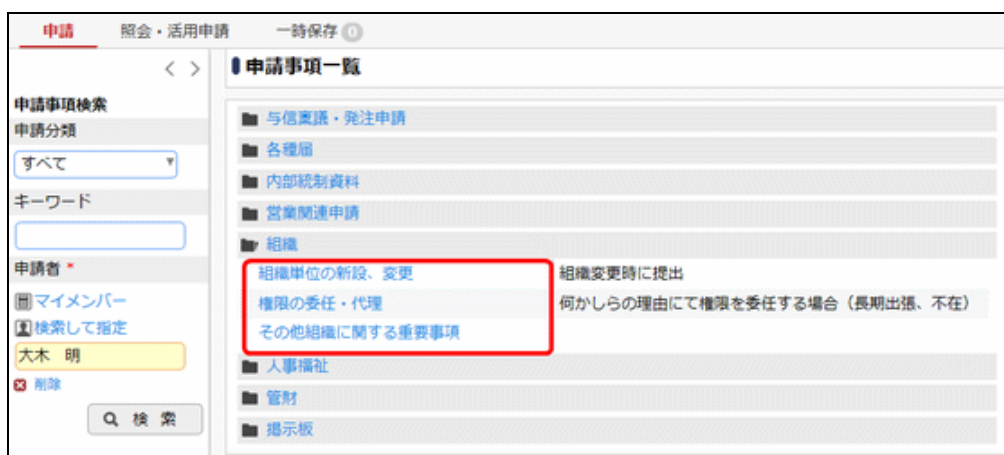 申請 照会・活用申請 一時保存 0
申請事項一覧
申請事項検索
申請分類
すべて
キーワード
申請者 *
マイメンバー
検索して指定
大木 明
削除
検 索
与信稟議・発注申請
各種届
内部統制資料
営業関連申請
組織
組織単位の新設、変更 組織変更時に提出
権限の委任・代理 何かしらの理由にて権限を委任する場合（長期出張、不在）
その他組織に関する重要事項
人事福祉
管財
掲示板